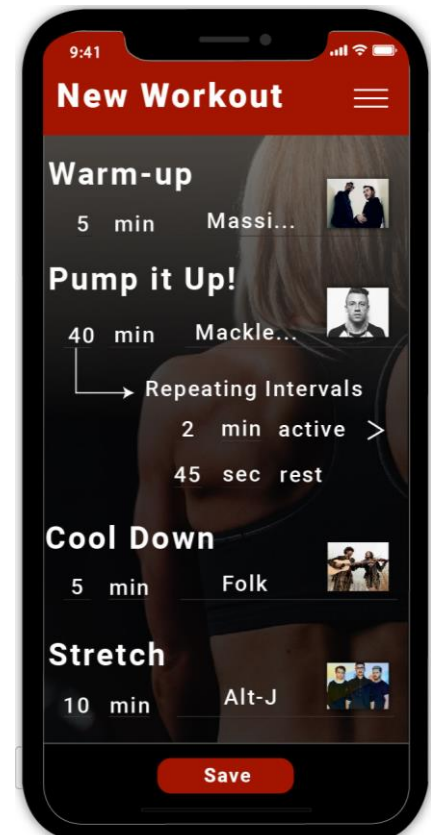 9:41
New Workout
Warm-up
5 min Massi...
Pump it Up!
40 min Mackle...
Repeating Intervals
2 min active >
45 sec rest
Cool Down
5 min Folk
Stretch
10 min Alt-J
Save